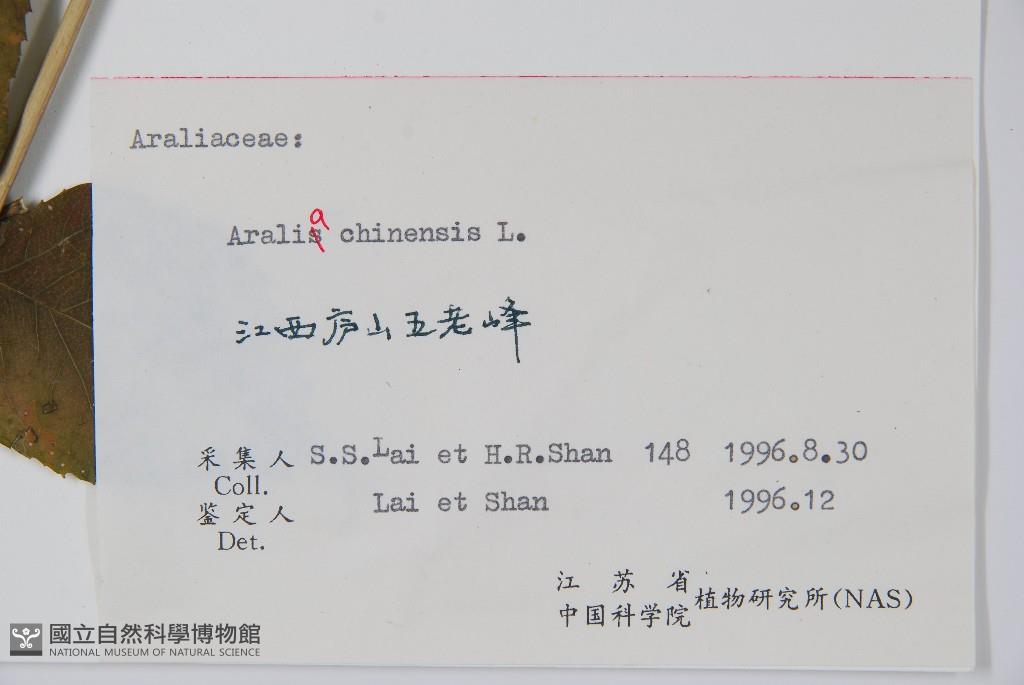 Araliaceae:
a
Aralis chinensis L.
江西庐山五老峰
采集人 S.S.Lai et H.R.Shan 148 1996.8.30
Coll.
鉴定人 Lai et Shan 1996.12
Det.
江苏省
中国科学院植物研究所(NAS)
國立自然科學博物館
NATIONAL MUSEUM OF NATURAL SCIENCE